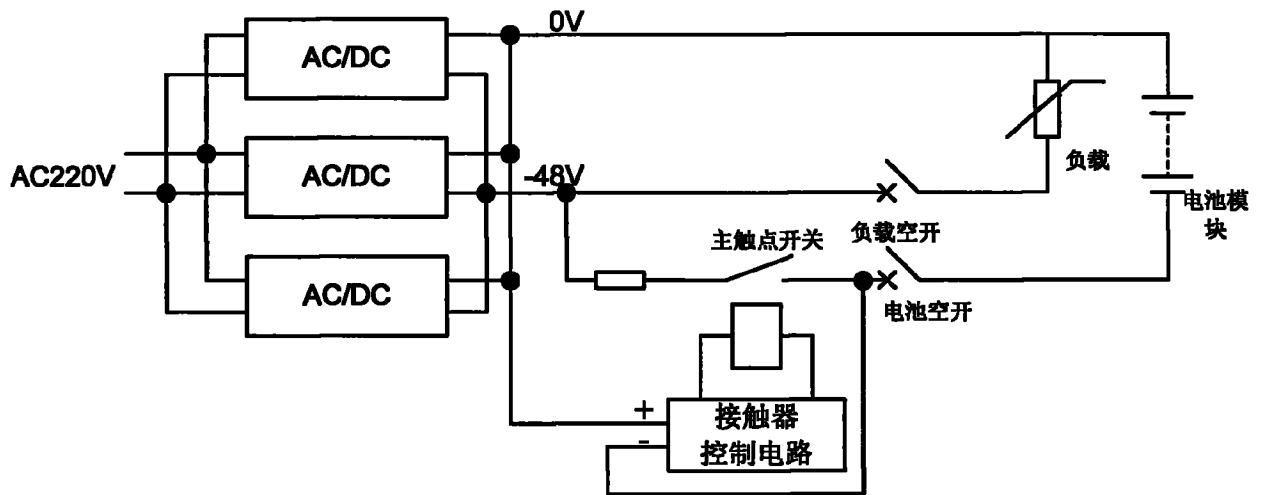 0V
AC/DC
AC220V
AC/DC
-48V
负载
电池模
块
主触点开关
负载空开
AC/DC
电池空开
+
接触器
-
控制电路